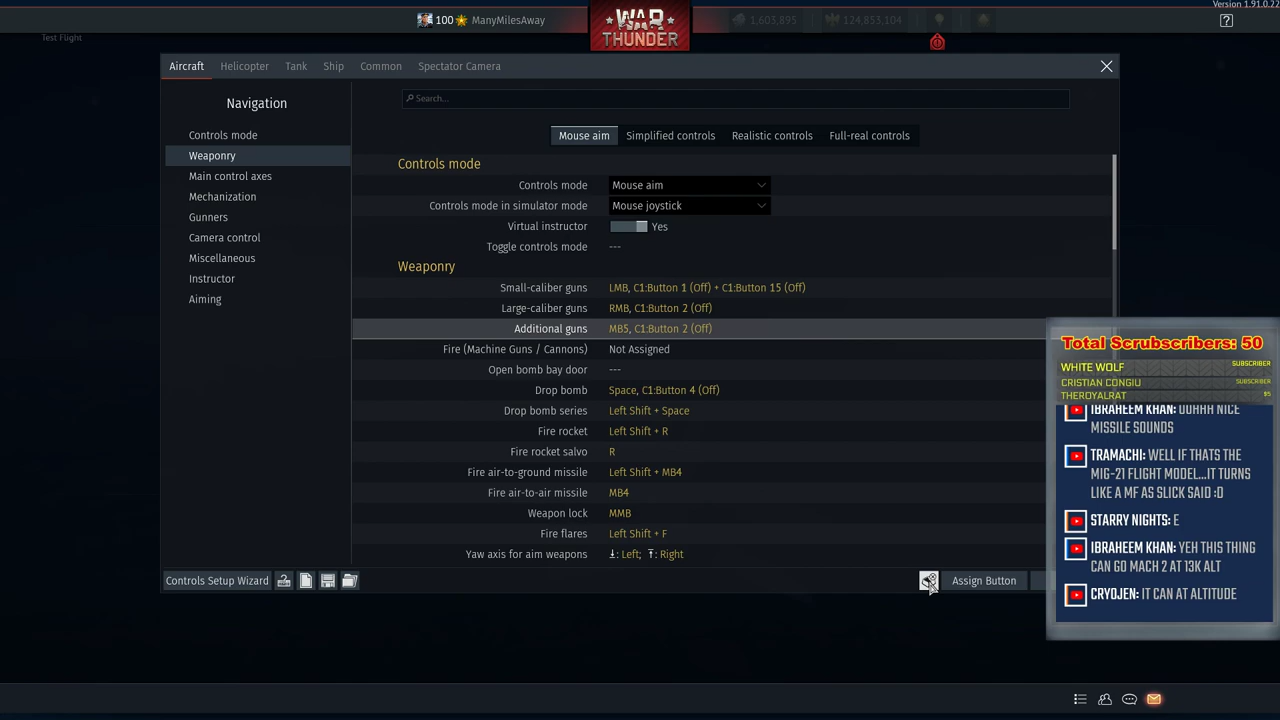 Version 1.91.0.22
100 ManyMilesAway
WAR
THUNDER
1,603,895
124,853,104
?
Test Flight
Aircraft
Helicopter
Tank
Ship
Common
Spectator Camera
Navigation
Controls mode
Weaponry
Main control axes
Mechanization
Gunners
Camera control
Miscellaneous
Instructor
Aiming
Search...
Mouse aim
Simplified controls
Realistic controls
Full-real controls
Controls mode
Controls mode Mouse aim
Controls mode in simulator mode Mouse joystick
Virtual instructor Yes
Toggle controls mode ---
Weaponry
Small-caliber guns LMB, C1:Button 1 (Off) + C1:Button 15 (Off)
Large-caliber guns RMB, C1:Button 2 (Off)
Additional guns MB5, C1:Button 2 (Off)
Fire (Machine Guns / Cannons) Not Assigned
Open bomb bay door ---
Drop bomb Space, C1:Button 4 (Off)
Drop bomb series Left Shift + Space
Fire rocket Left Shift + R
Fire rocket salvo R
Fire air-to-ground missile Left Shift + MB4
Fire air-to-air missile MB4
Weapon lock MMB
Fire flares Left Shift + F
Yaw axis for aim weapons : Left; : Right
Controls Setup Wizard
Assign Button
Total Scrubscribers: 50
WHITE WOLF SUBSCRIBER
CRISTIAN CONGIU SUBSCRIBER
THEROYALRAT $5
IBRAHEEM KHAN: OUHHH NICE
MISSILE SOUNDS
TRAMACHI: WELL IF THATS THE
MIG-21 FLIGHT MODEL...IT TURNS
LIKE A MF AS SLICK SAID :D
STARRY NIGHTS: E
IBRAHEEM KHAN: YEH THIS THING
CAN GO MACH 2 AT 13K ALT
CRYOJEN: IT CAN AT ALTITUDE